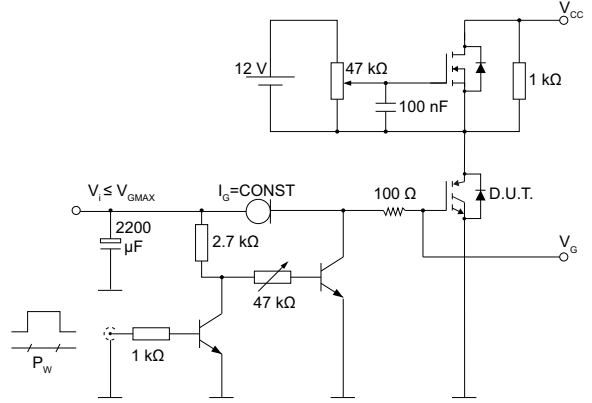 V_CC
12 V
47 kΩ
1 kΩ
100 nF
V_i ≤ V_GMAX
I_G=CONST
100 Ω
D.U.T.
2200
μF
2.7 kΩ
V_G
47 kΩ
1 kΩ
P_W